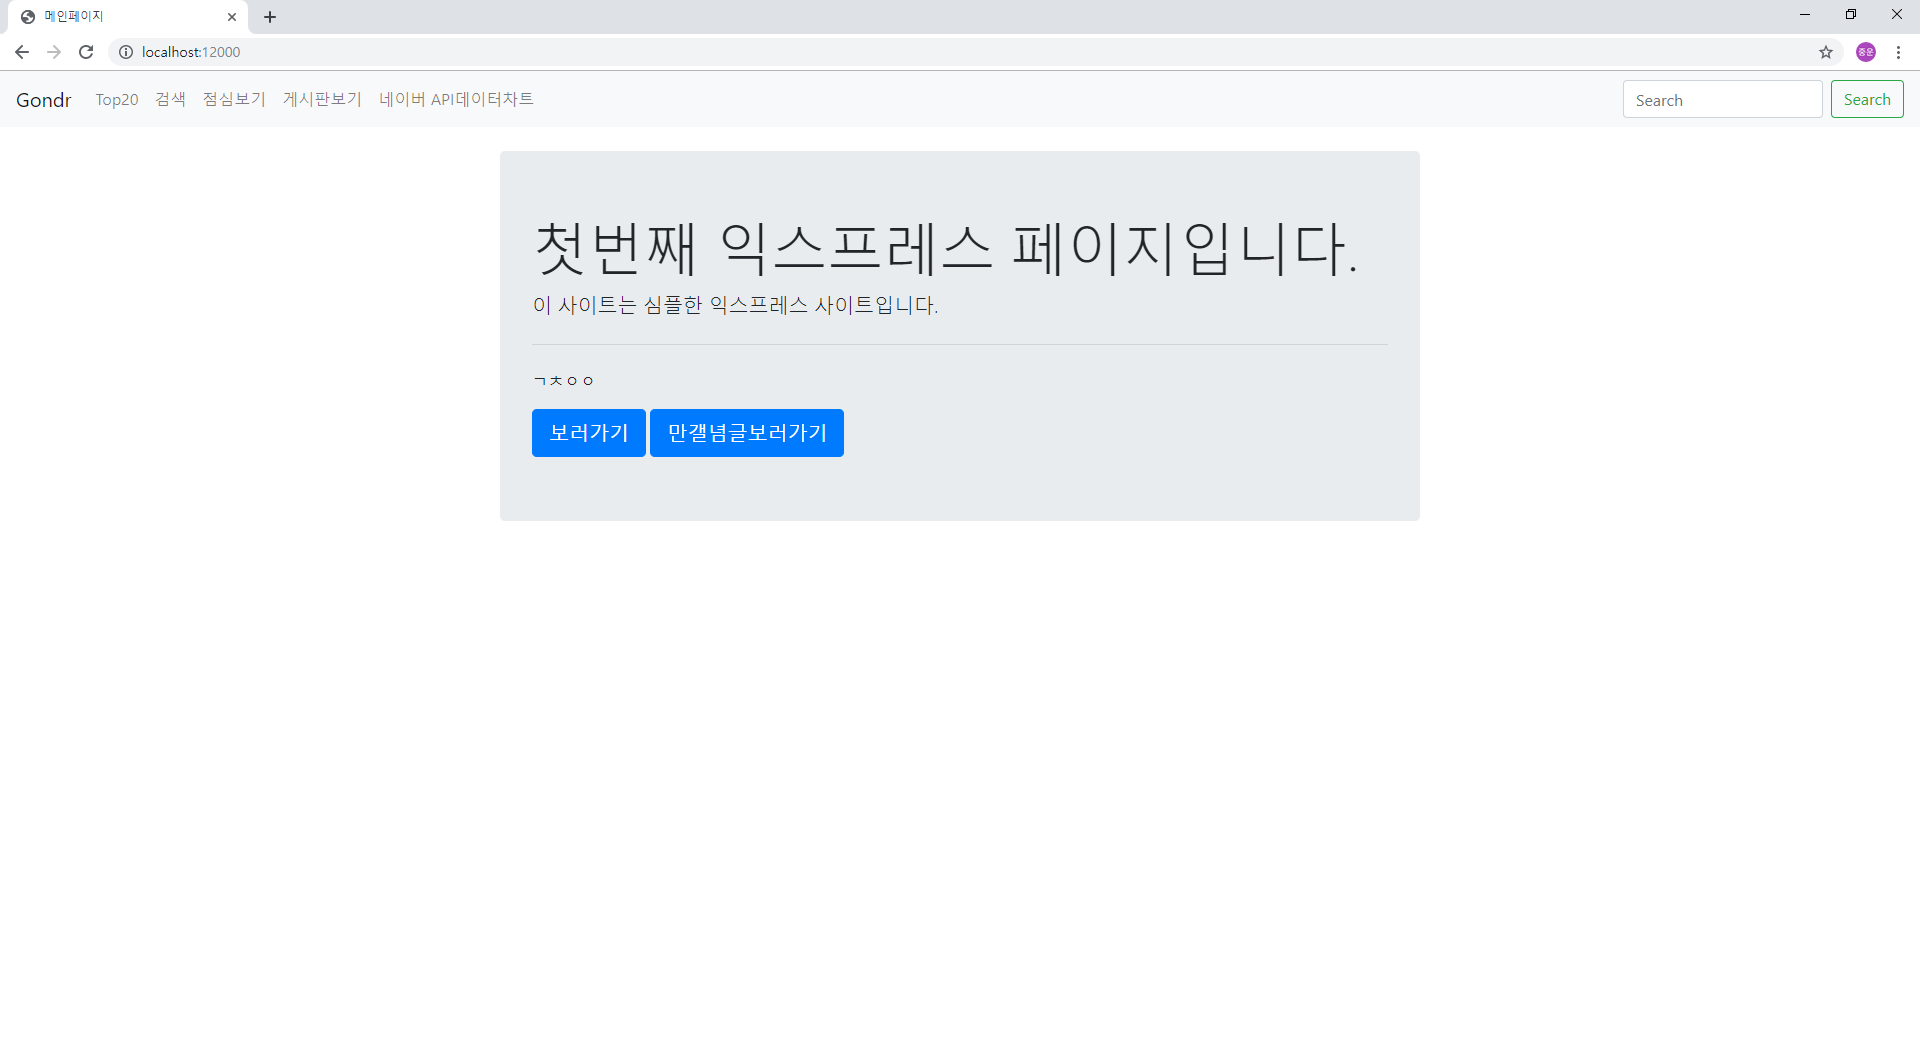 메인페이지
localhost:12000
중운
Gondr Top20 검색 점심보기 게시판보기 네이버 API데이터차트 Search Search
첫번째 익스프레스 페이지입니다.
이 사이트는 심플한 익스프레스 사이트입니다.
ㄱㅊㅇㅇ
보러가기 만갤념글보러가기